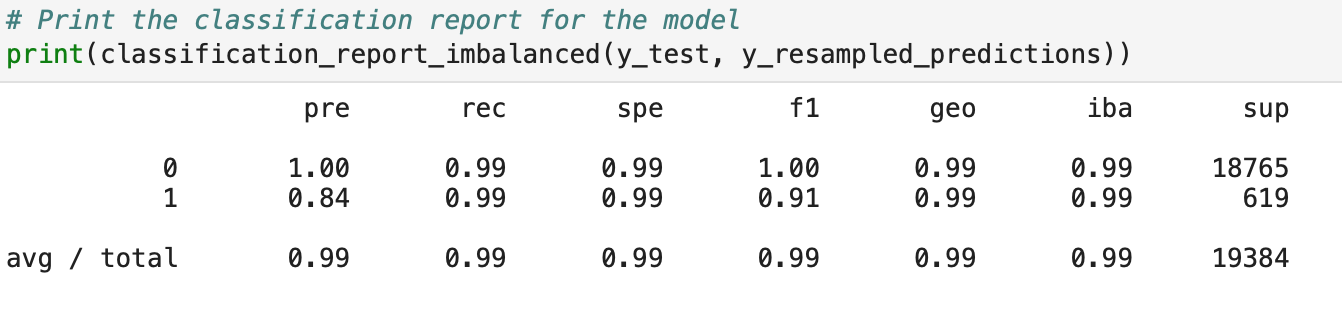 # Print the classification report for the model
print(classification_report_imbalanced(y_test, y_resampled_predictions))
pre rec spe f1 geo iba sup
0 1.00 0.99 0.99 1.00 0.99 0.99 18765
1 0.84 0.99 0.99 0.91 0.99 0.99 619
avg / total 0.99 0.99 0.99 0.99 0.99 0.99 19384